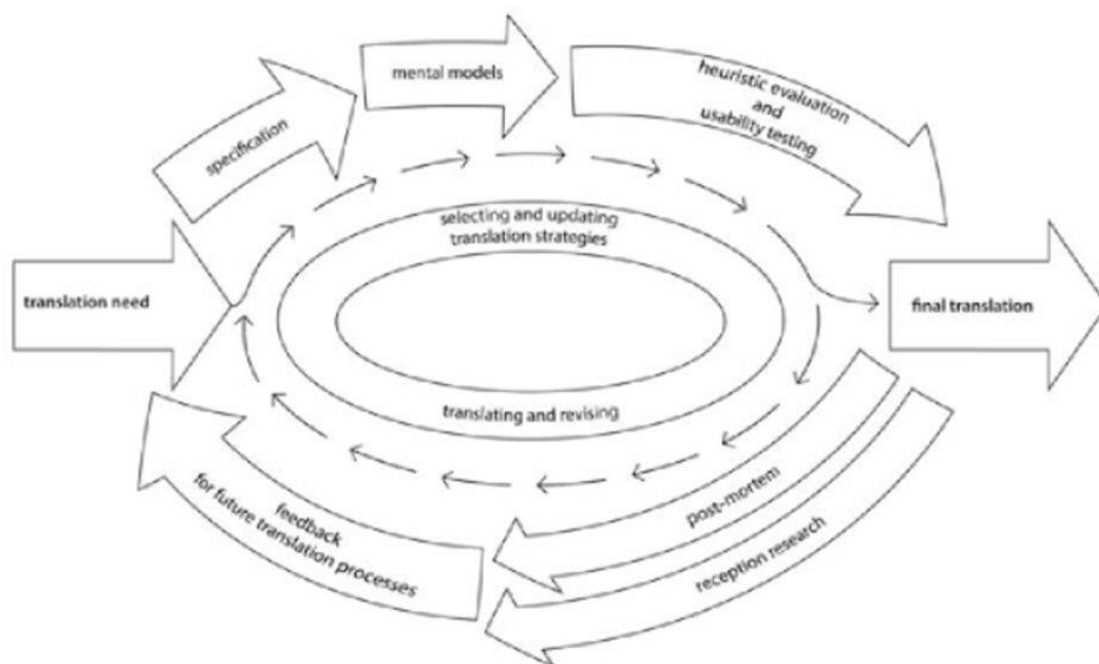 mental models
heuristic evaluation
and
usability testing
specification
selecting and updating
translation strategies
translation need
final translation
translating and revising
post-mortem
reception research
feedback
for future translation processes